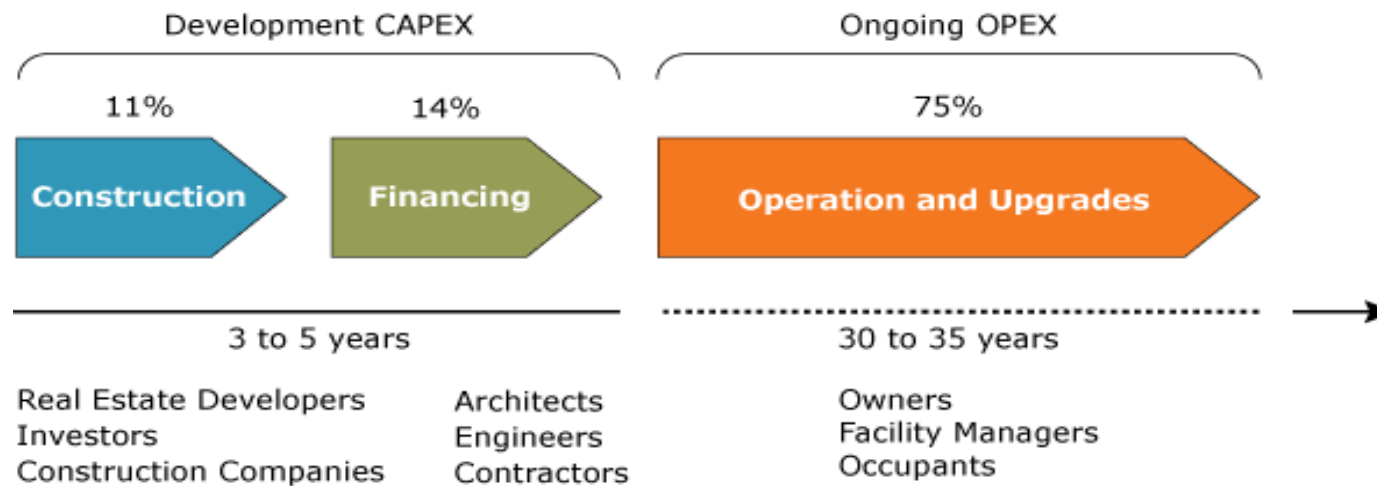 Development CAPEX
Ongoing OPEX
11%
14%
75%
Construction
Financing
Operation and Upgrades
3 to 5 years
30 to 35 years
Real Estate Developers
Investors
Construction Companies
Architects
Engineers
Contractors
Owners
Facility Managers
Occupants